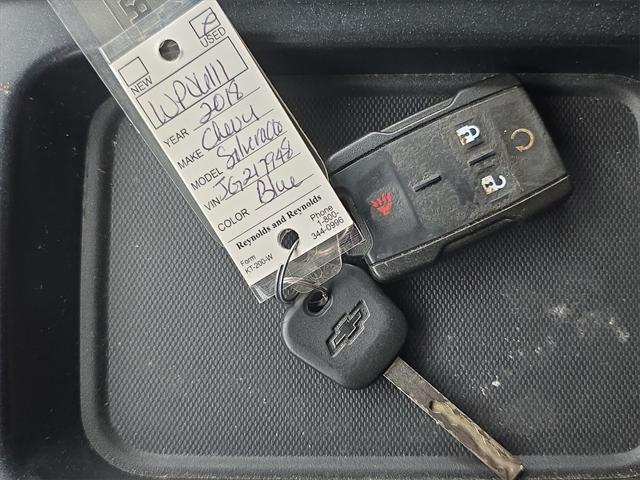 USED
NEW
YEAR 2018
MAKE Chevy
MODEL Silverado
VIN JG217948
COLOR Blue
Reynolds and Reynolds
Form
KT-200-W
Phone
1-800-
344-0996